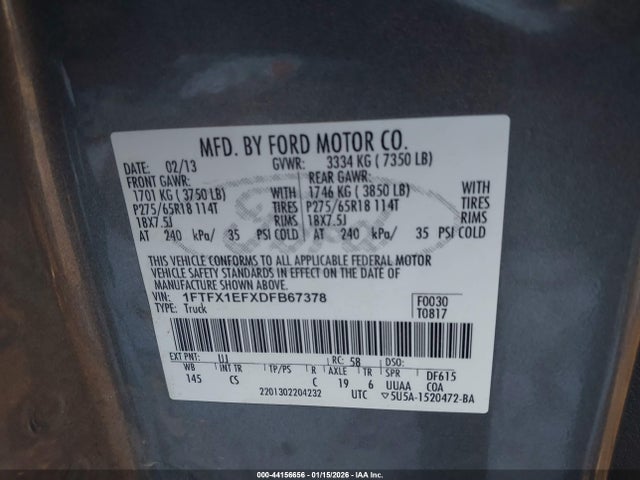 MFD. BY FORD MOTOR CO.
DATE: 02/13 GVWR: 3334 KG ( 7350 LB)
FRONT GAWR: REAR GAWR:
1701 KG ( 3750 LB) WITH 1746 KG ( 3850 LB) WITH
P275/65R18 114T TIRES P275/65R18 114T TIRES
18X7.5J RIMS 18X7.5J RIMS
AT 240 kPa/ 35 PSI COLD AT 240 kPa/ 35 PSI COLD
Ford
THIS VEHICLE CONFORMS TO ALL APPLICABLE FEDERAL MOTOR
VEHICLE SAFETY STANDARDS IN EFFECT ON THE DATE OF
MANUFACTURE SHOWN ABOVE.
VIN: 1FTFX1EFXDFB67378 F0030
TYPE: Truck T0817
EXT PNT: UJ RC: 58 DSO:
WB INT TR TP/PS R AXLE TR SPR DF615
145 CS C 19 6 UUAA COA
2201302204232 UTC ▽5U5A-1520472-BA
000-44156656 - 01/15/2026 - IAA Inc.